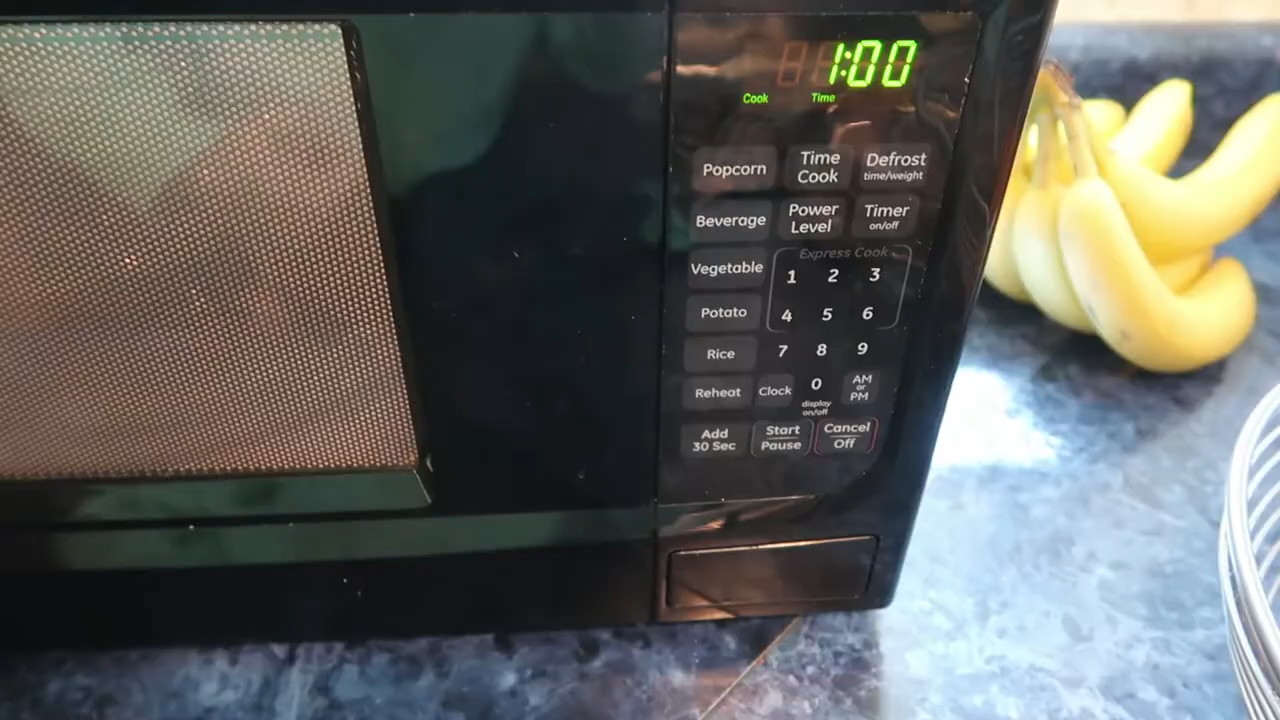 1:00
Cook Time
Popcorn
Time Cook
Defrost
time/weight
Beverage
Power Level
Timer
on/off
Express Cook
Vegetable
1 2 3
Potato
4 5 6
Rice
7 8 9
Reheat
Clock
0
display on/off
AM or PM
Add 30 Sec
Start Pause
Cancel Off